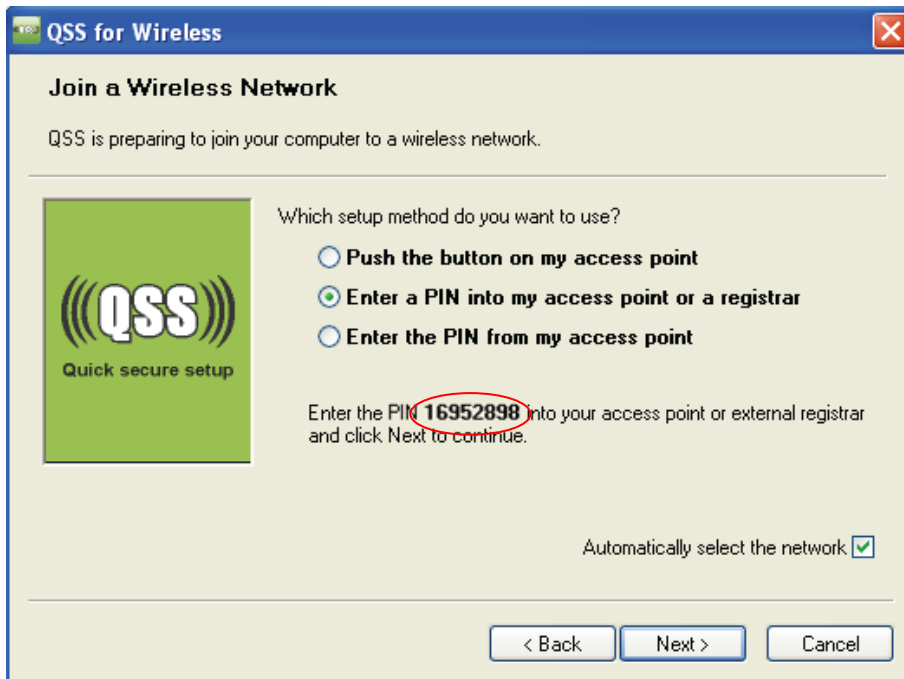 QSS for Wireless
Join a Wireless Network
QSS is preparing to join your computer to a wireless network.
Which setup method do you want to use?
Push the button on my access point
Enter a PIN into my access point or a registrar
Enter the PIN from my access point
(((QSS)))
Quick secure setup
Enter the PIN 16952898 into your access point or external registrar
and click Next to continue.
Automatically select the network
< Back Next > Cancel